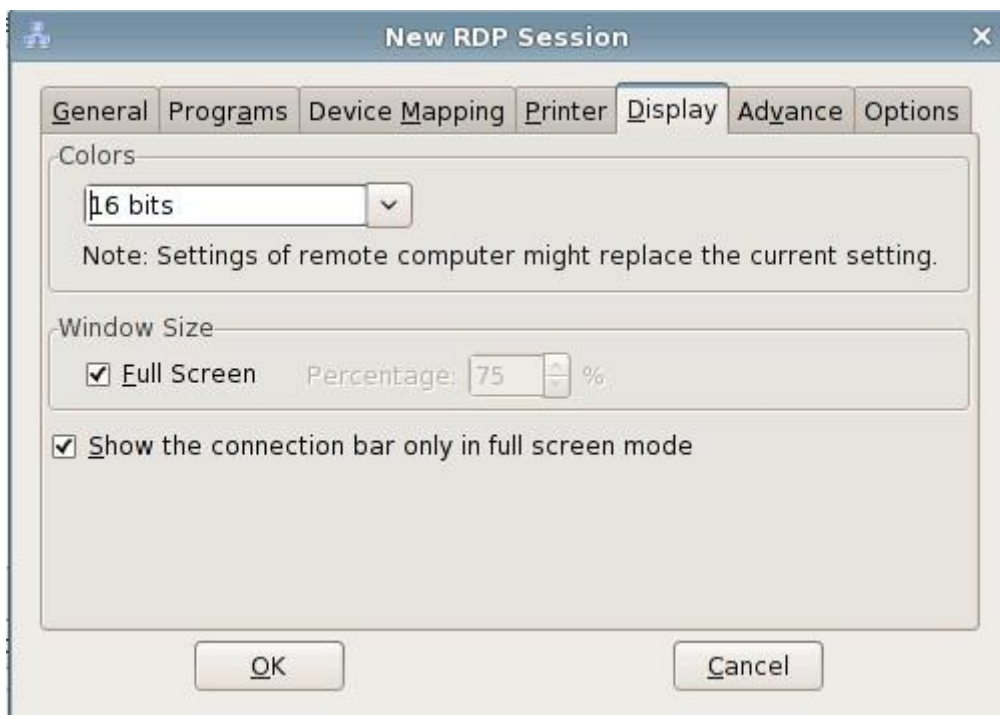 New RDP Session
General Programs Device Mapping Printer Display Advance Options
Colors
16 bits
Note: Settings of remote computer might replace the current setting.
Window Size
Full Screen Percentage: 75 %
Show the connection bar only in full screen mode
OK Cancel